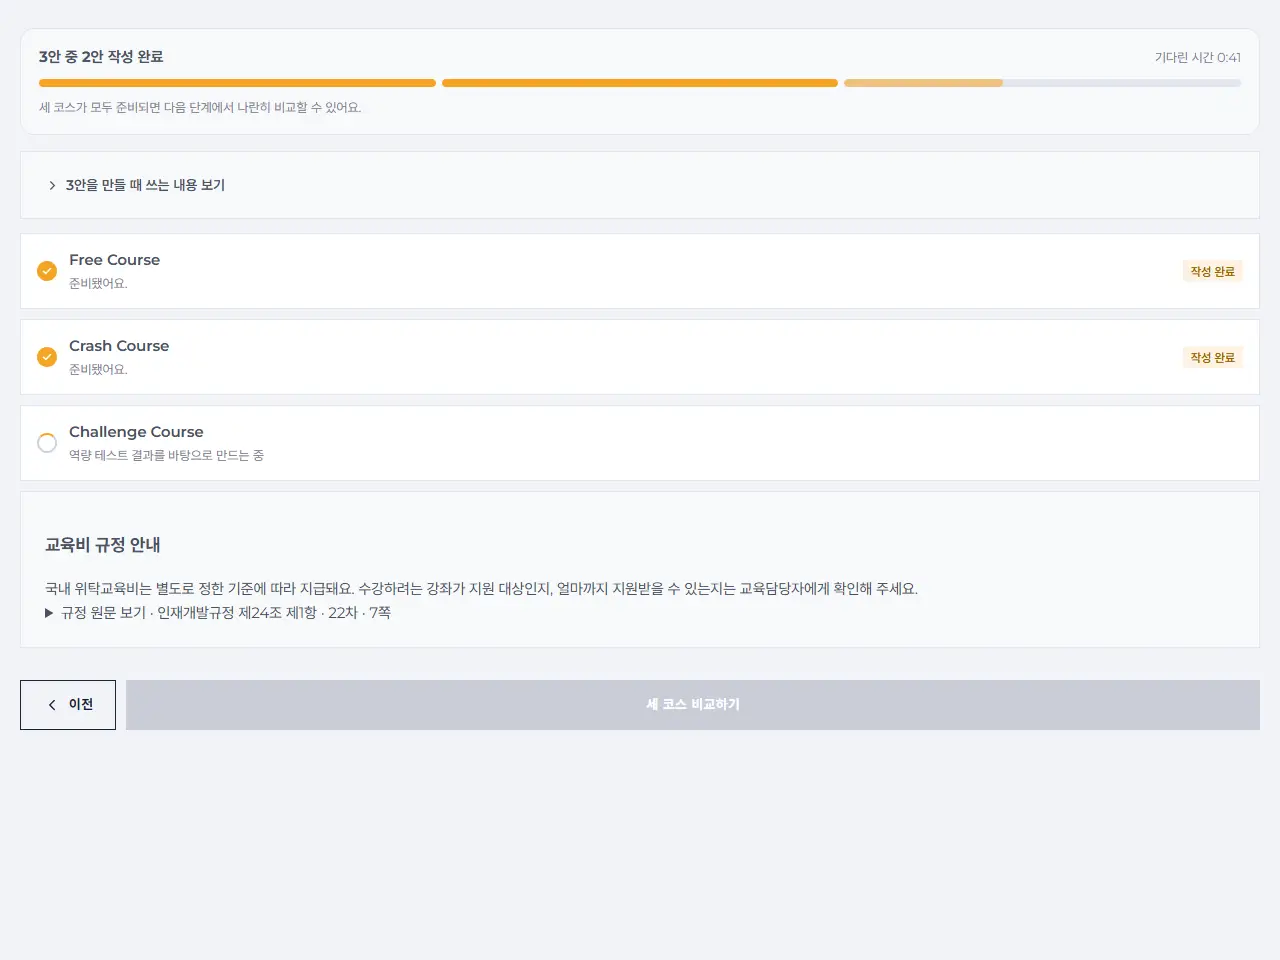 3안 중 2안 작성 완료
기다린 시간 0:41
세 코스가 모두 준비되면 다음 단계에서 나란히 비교할 수 있어요.
3안을 만들 때 쓰는 내용 보기
Free Course
준비됐어요.
작성 완료
Crash Course
준비됐어요.
작성 완료
Challenge Course
역량 테스트 결과를 바탕으로 만드는 중
교육비 규정 안내
국내 위탁교육비는 별도로 정한 기준에 따라 지급돼요. 수강하려는 강좌가 지원 대상인지, 얼마까지 지원받을 수 있는지는 교육담당자에게 확인해 주세요.
규정 원문 보기 · 인재개발규정 제24조 제1항 · 22차 · 7쪽
이전
세 코스 비교하기